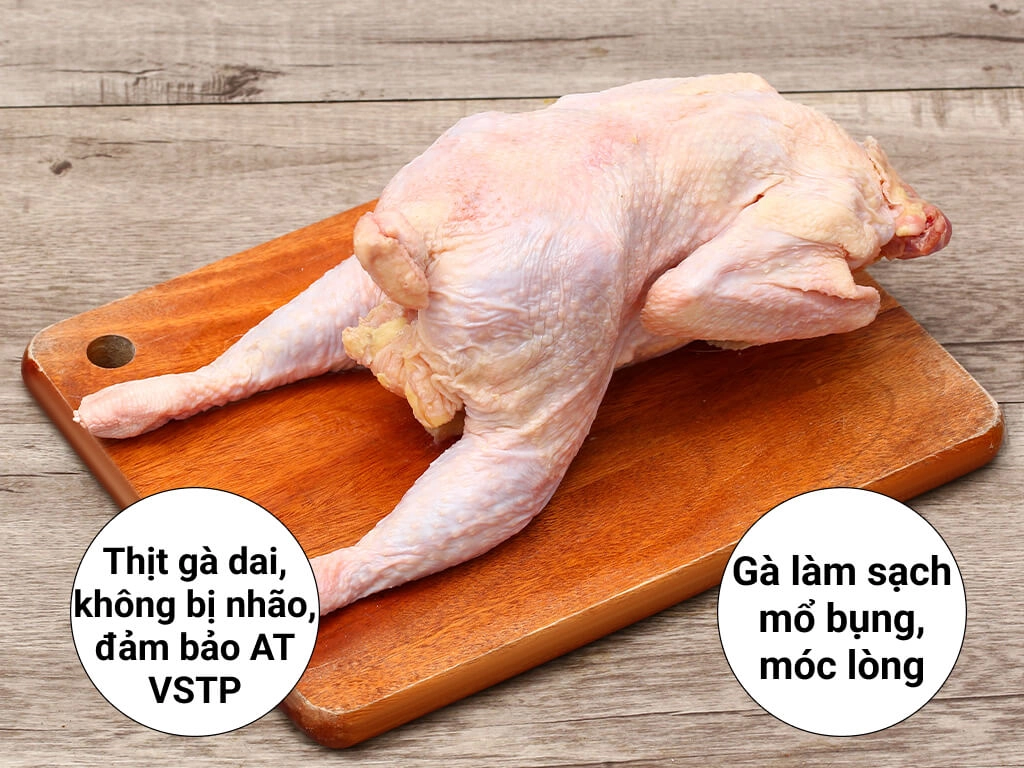 Thịt gà dai,
không bị nhão,
đảm bảo AT
VSTP
Gà làm sạch
mổ bụng,
móc lòng